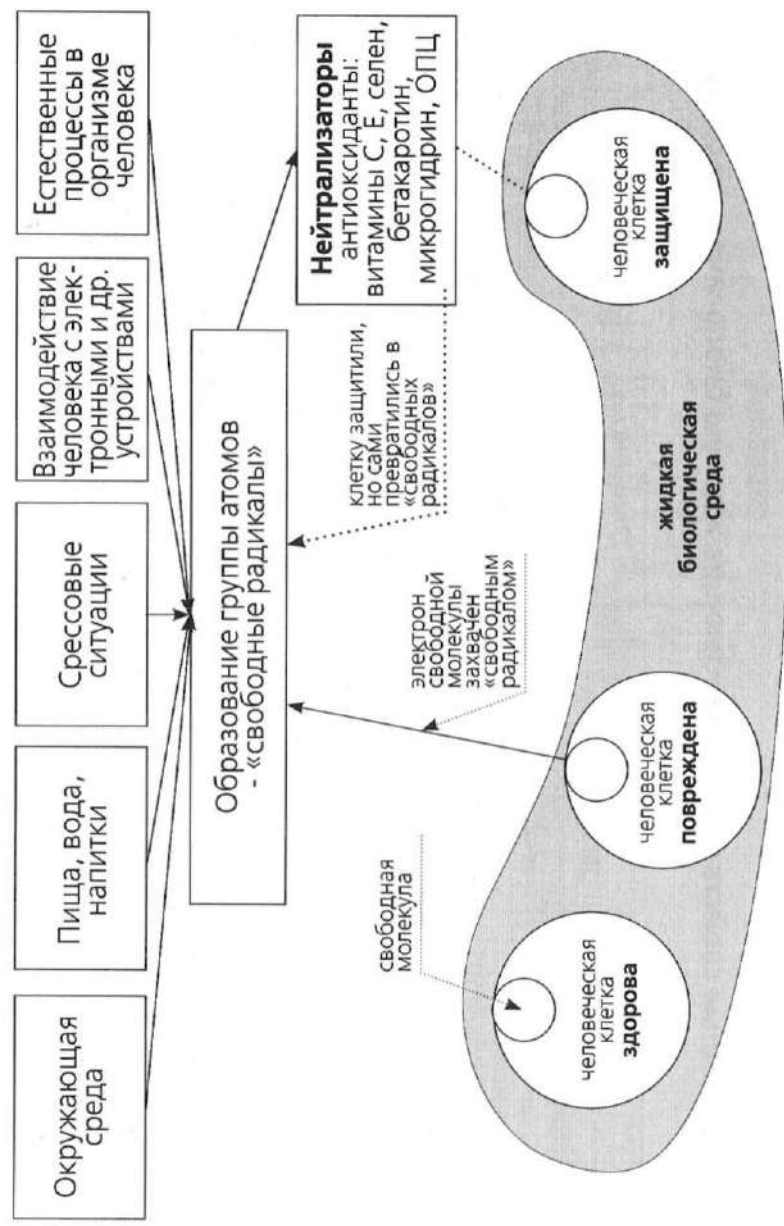 Окружающая
среда
Пища, вода,
напитки
Срессовые
ситуации
Взаимодействие
человека с элек-
тронными и др.
устройствами
Естественные
процессы в
организме
человека
Образование группы атомов
- «свободные радикалы»
Нейтрализаторы
антиоксиданты:
витамины С, Е, селен,
бетакаротин,
микрогидрин, ОПЦ
свободная
молекула
электрон
свободной
молекулы
захвачен
«свободным
радикалом»
клетку защитили,
но сами
превратились в
«свободных
радикалов»
человеческая
клетка
здорова
человеческая
клетка
повреждена
жидкая
биологическая
среда
человеческая
клетка
защищена